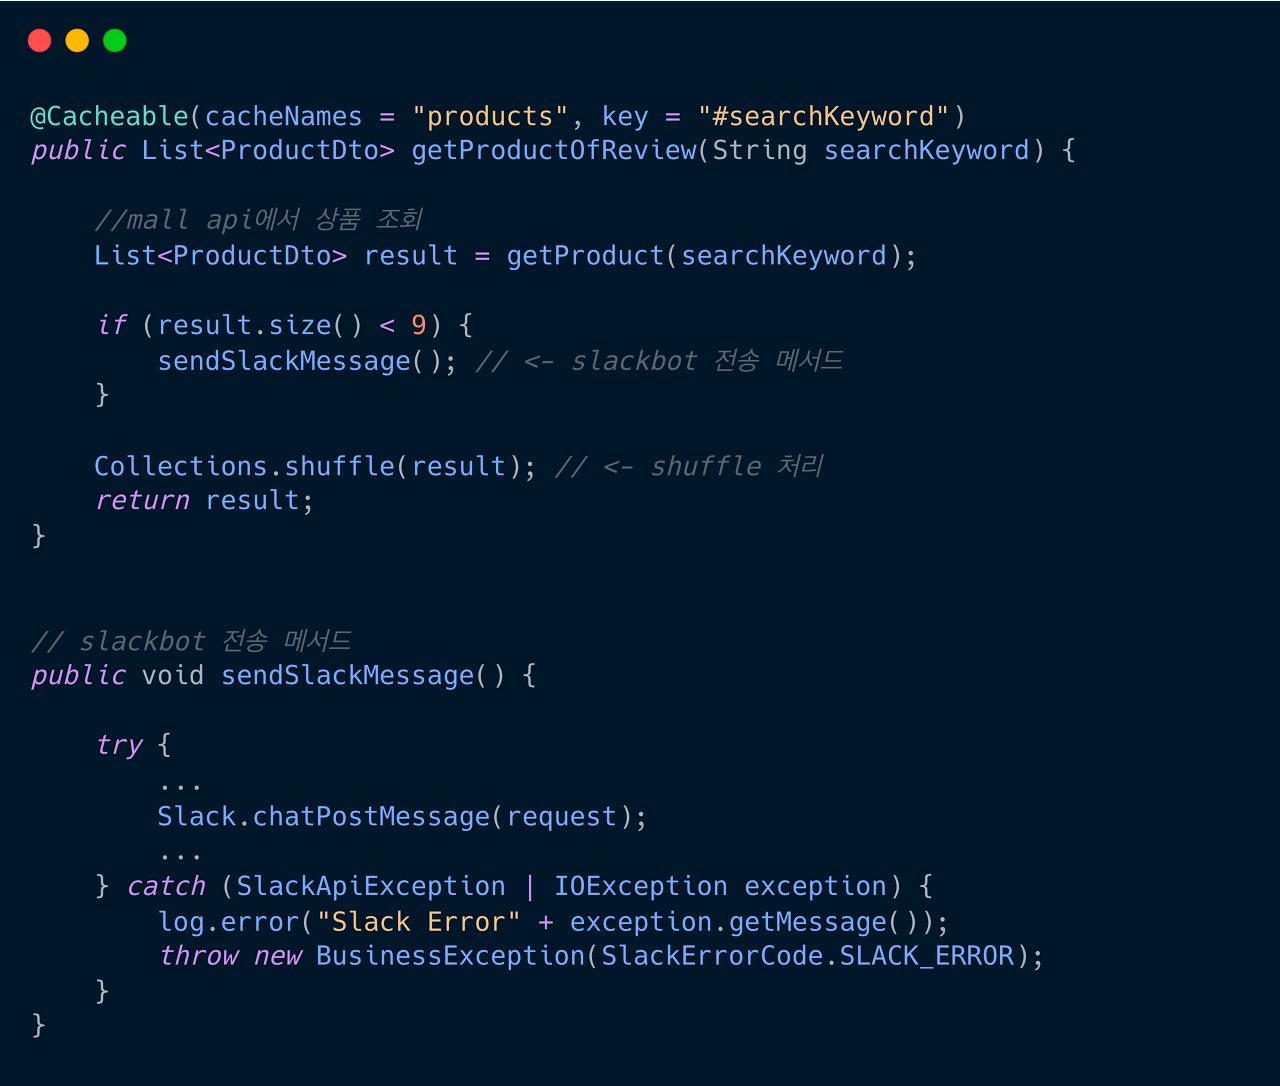 @Cacheable(cacheNames = "products", key = "#searchKeyword")
public List<ProductDto> getProductOfReview(String searchKeyword) {
//mall api에서 상품 조회
List<ProductDto> result = getProduct(searchKeyword);
if (result.size() < 9) {
sendSlackMessage(); // <- slackbot 전송 메서드
}
Collections.shuffle(result); // <- shuffle 처리
return result;
}
// slackbot 전송 메서드
public void sendSlackMessage() {
try {
...
Slack.chatPostMessage(request);
...
} catch (SlackApiException | IOException exception) {
log.error("Slack Error" + exception.getMessage());
throw new BusinessException(SlackErrorCode.SLACK_ERROR);
}
}